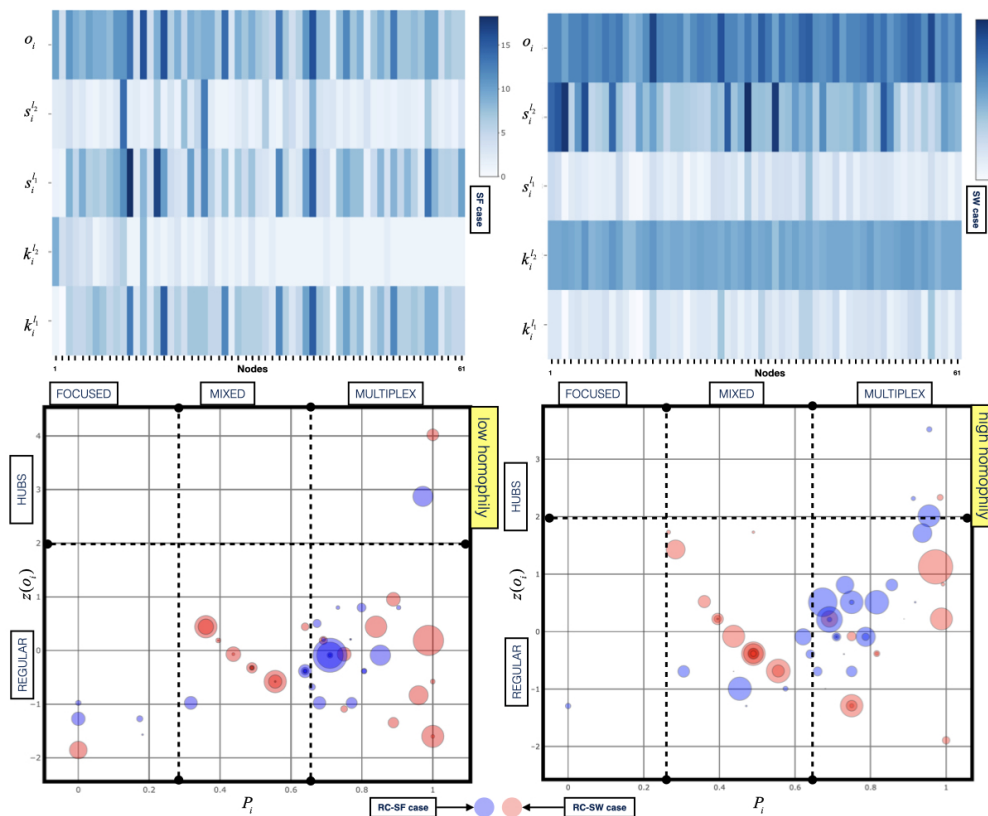 o_i
s_i^{l_2}
s_i^{l_1}
k_i^{l_2}
k_i^{l_1}
15
10
5
0
SF case
1
Nodes
61
o_i
s_i^{l_2}
s_i^{l_1}
k_i^{l_2}
k_i^{l_1}
SW case
1
Nodes
61
FOCUSED
MIXED
MULTIPLEX
low homophily
HUBS
REGULAR
z(o_i)
4
3
2
1
0
−1
−2
0
0.2
0.4
0.6
0.8
1
P_i
FOCUSED
MIXED
MULTIPLEX
high homophily
HUBS
REGULAR
z(o_i)
3
2
1
0
−1
−2
0
0.2
0.4
0.6
0.8
1
P_i
RC-SF case
RC-SW case